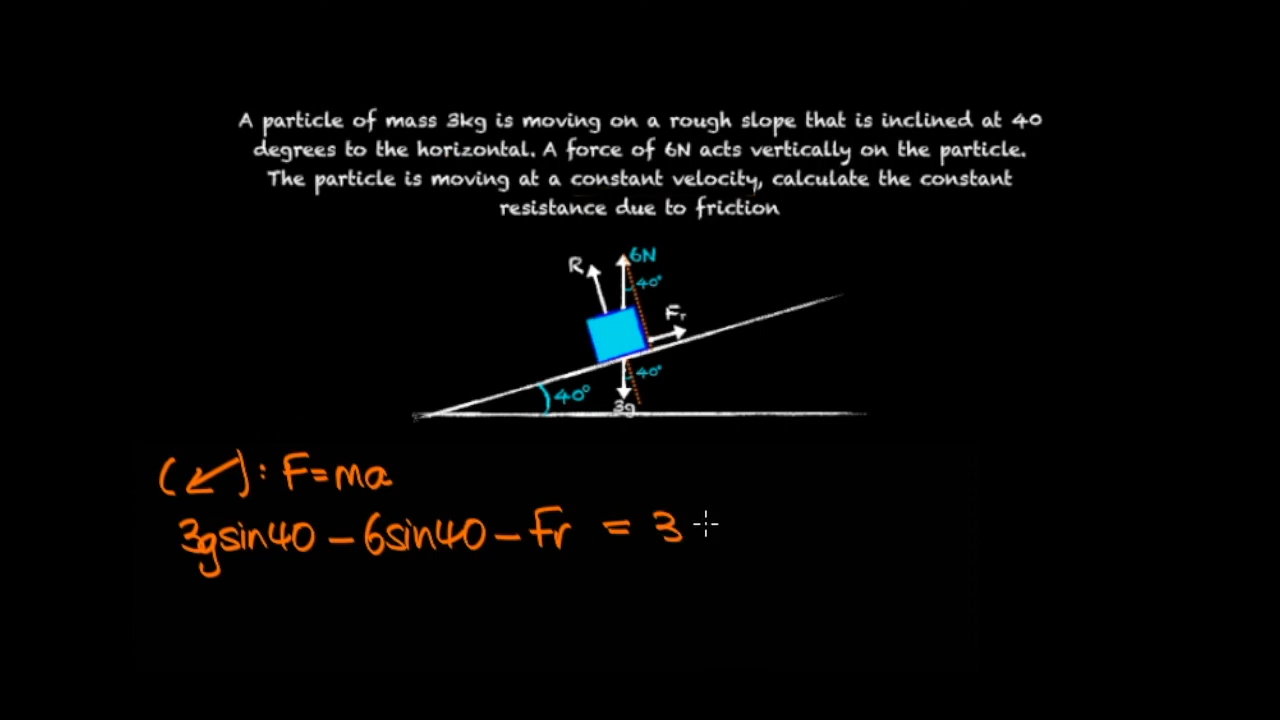 A particle of mass 3kg is moving on a rough slope that is inclined at 40
degrees to the horizontal. A force of 6N acts vertically on the particle.
The particle is moving at a constant velocity, calculate the constant
resistance due to friction
6N
R
40°
Fr
40°
40°
3g
(↙): F=ma
3gsin40 - 6sin40 - Fr = 3